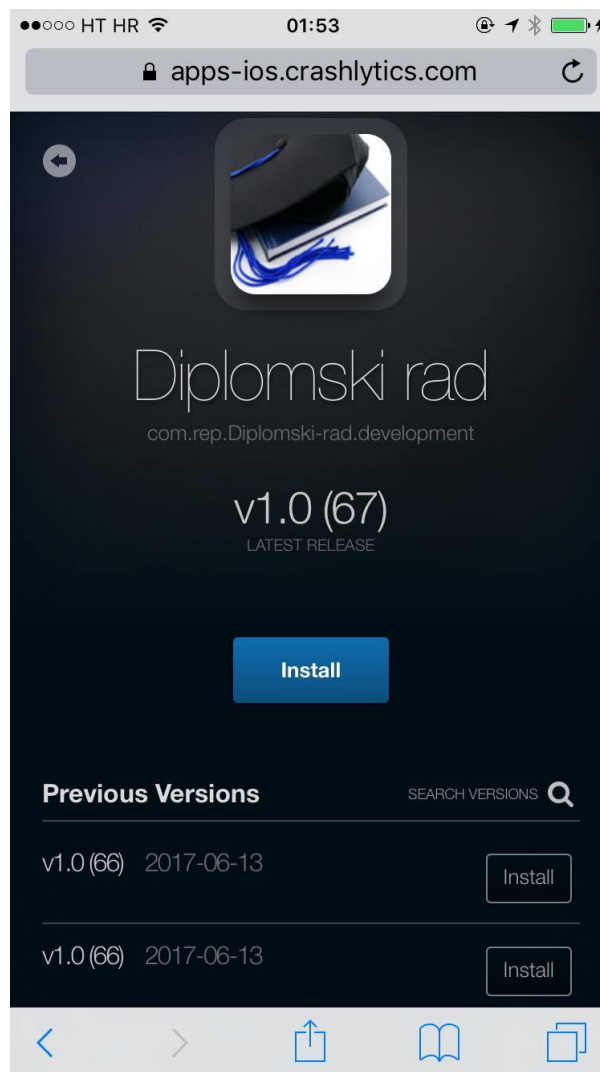 HT HR 01:53
apps-ios.crashlytics.com
Diplomski rad
com.rep.Diplomski-rad.development
v1.0 (67)
LATEST RELEASE
Install
Previous Versions SEARCH VERSIONS
v1.0 (66) 2017-06-13 Install
v1.0 (66) 2017-06-13 Install